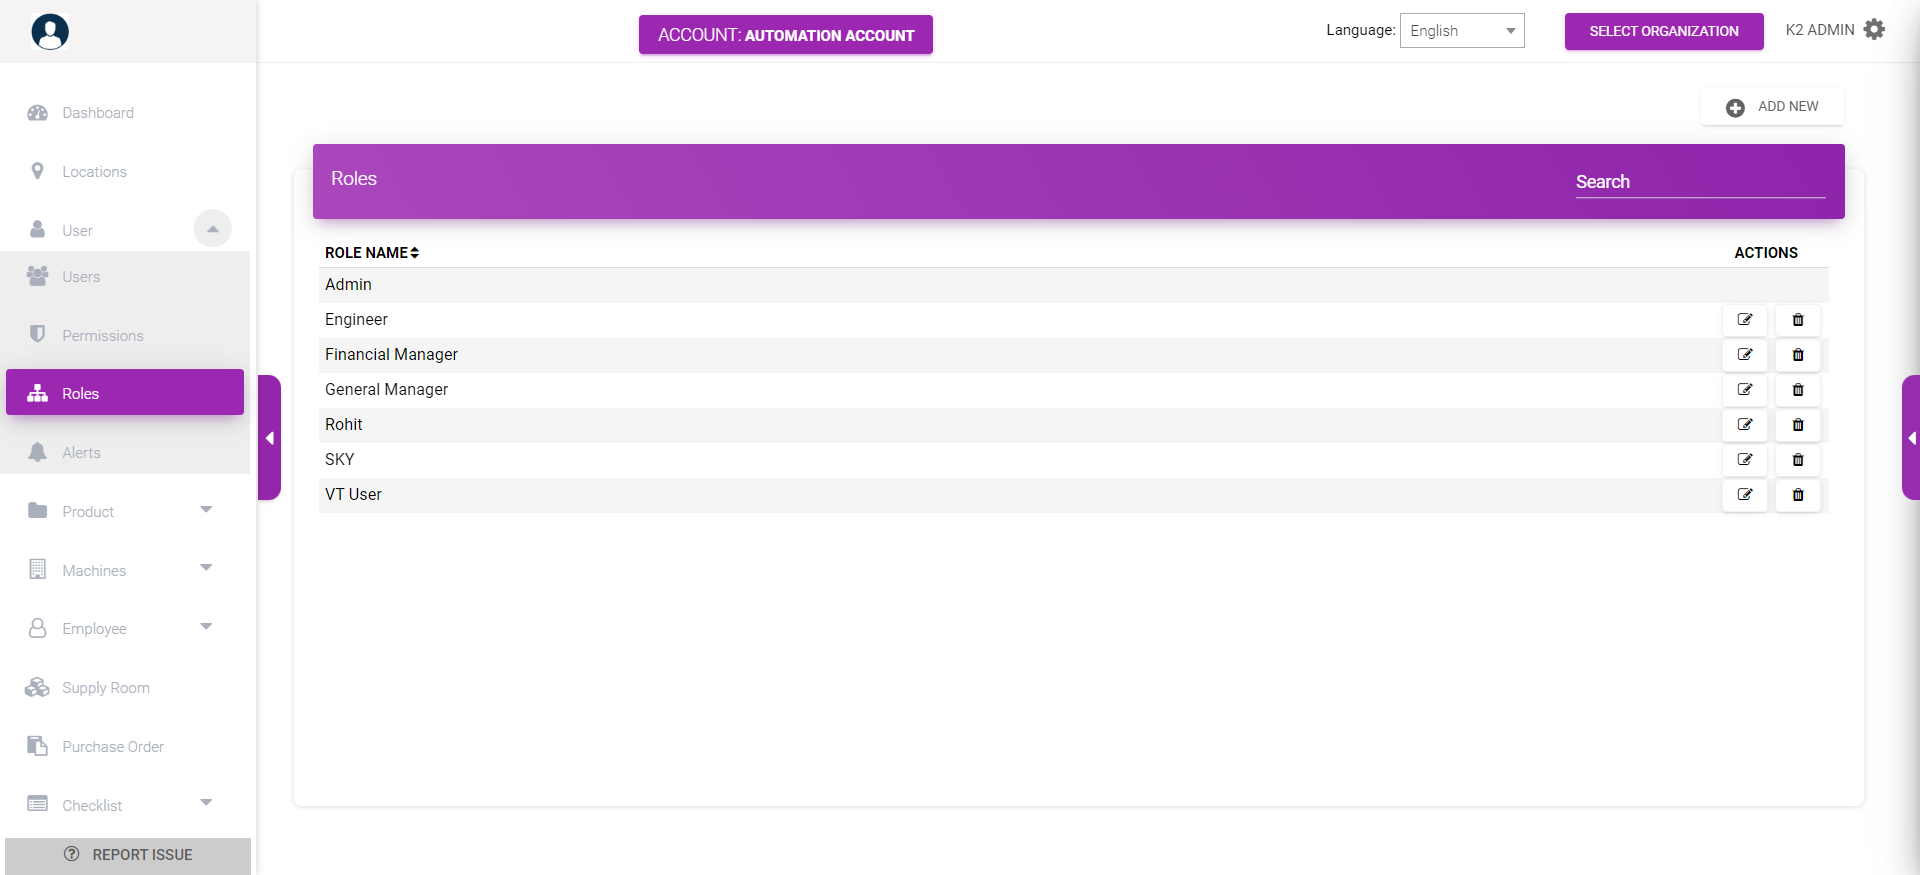 ACCOUNT: AUTOMATION ACCOUNT
Language: English
SELECT ORGANIZATION
K2 ADMIN
Dashboard
Locations
User
Users
Permissions
Roles
Alerts
Product
Machines
Employee
Supply Room
Purchase Order
Checklist
REPORT ISSUE
ADD NEW
Roles
Search
ROLE NAME
ACTIONS
Admin
Engineer
Financial Manager
General Manager
Rohit
SKY
VT User